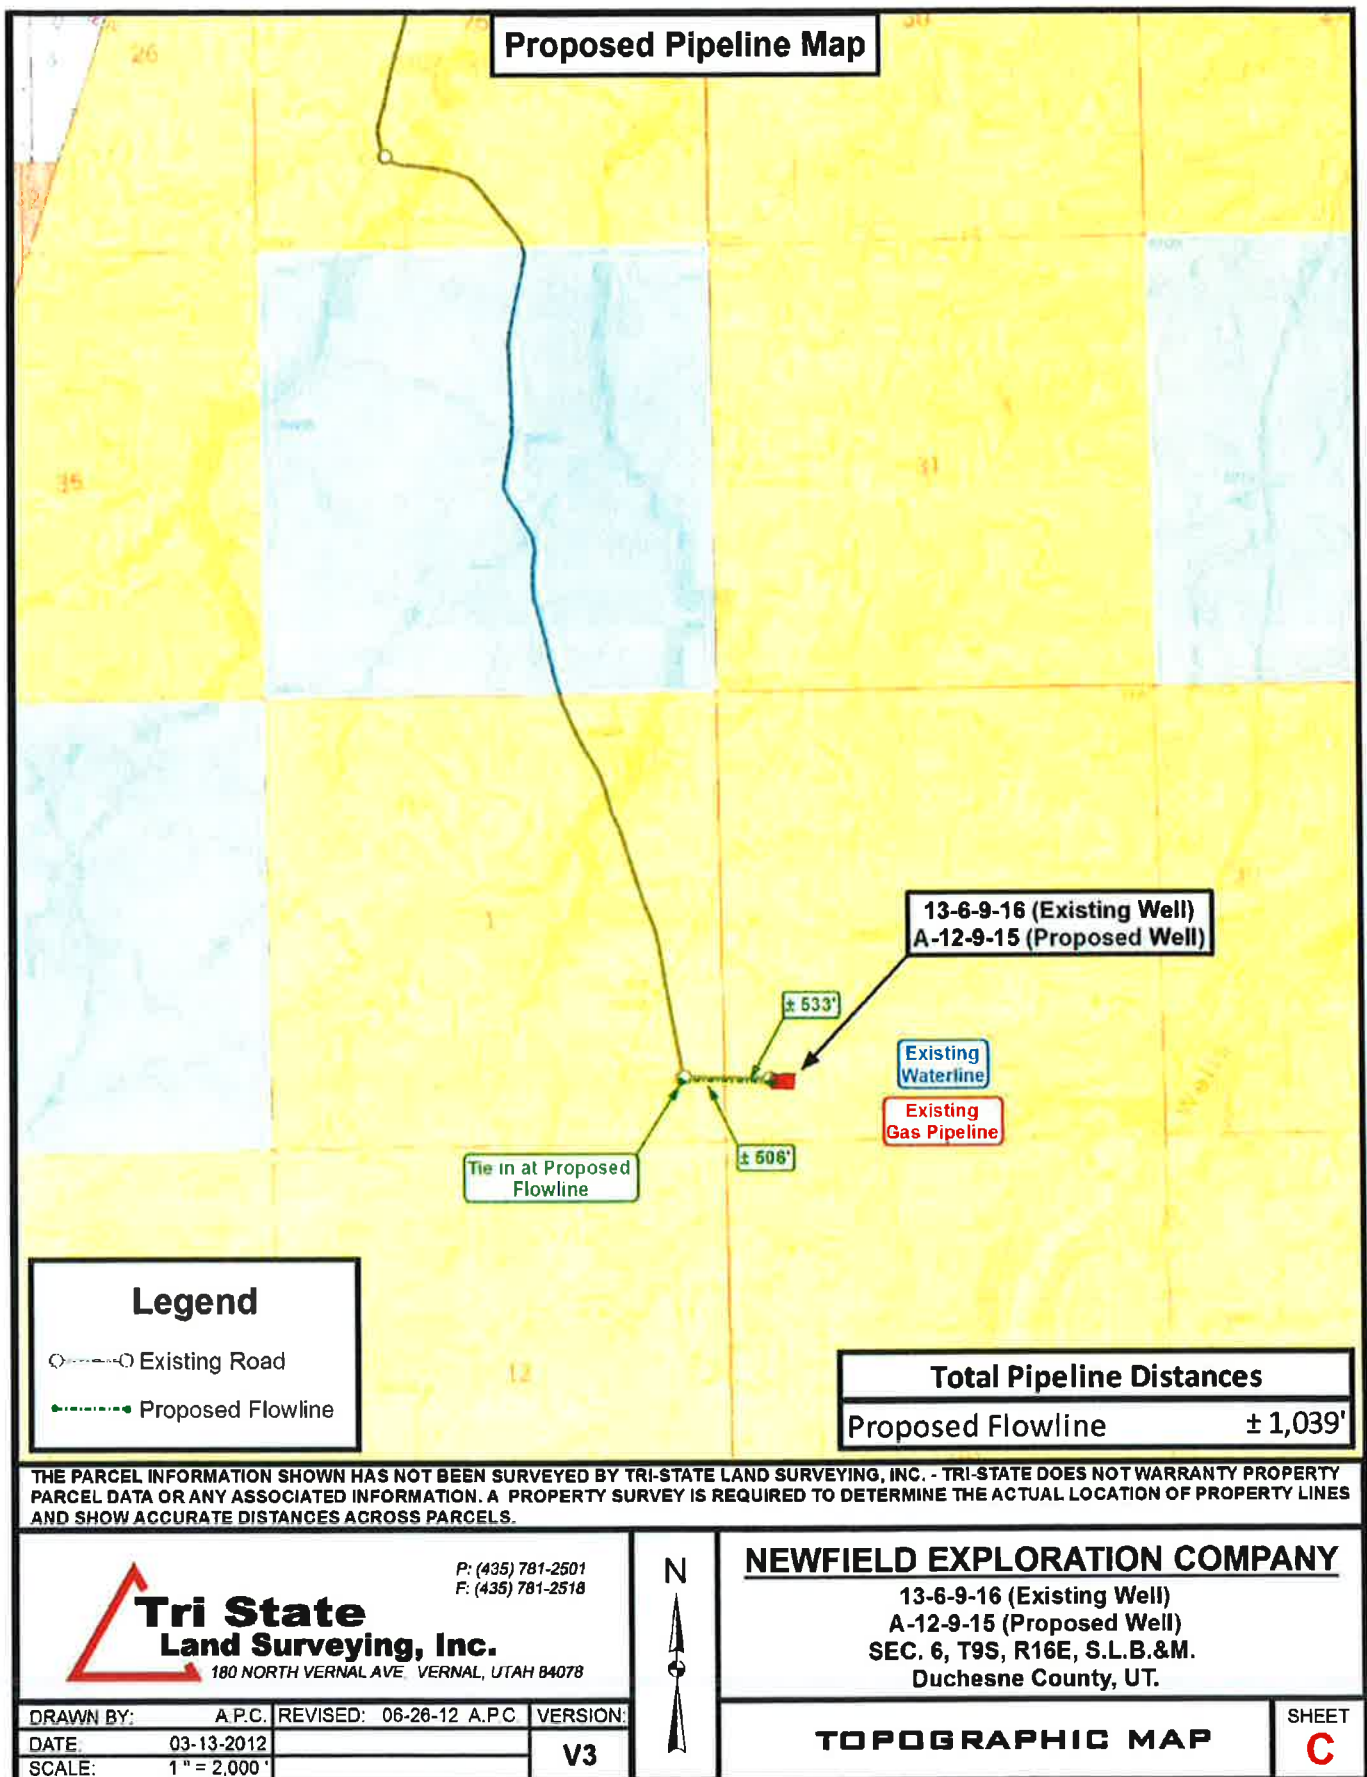 Proposed Pipeline Map
26
35
31
1
13-6-9-16 (Existing Well)
A-12-9-15 (Proposed Well)
± 533'
Existing
Waterline
Existing
Gas Pipeline
± 506'
Tie in at Proposed
Flowline
Wells
12
Legend
Existing Road
Proposed Flowline
Total Pipeline Distances
Proposed Flowline ± 1,039'
THE PARCEL INFORMATION SHOWN HAS NOT BEEN SURVEYED BY TRI-STATE LAND SURVEYING, INC. - TRI-STATE DOES NOT WARRANTY PROPERTY
PARCEL DATA OR ANY ASSOCIATED INFORMATION. A PROPERTY SURVEY IS REQUIRED TO DETERMINE THE ACTUAL LOCATION OF PROPERTY LINES
AND SHOW ACCURATE DISTANCES ACROSS PARCELS.
P: (435) 781-2501
F: (435) 781-2518
Tri State
Land Surveying, Inc.
180 NORTH VERNAL AVE. VERNAL, UTAH 84078
N
NEWFIELD EXPLORATION COMPANY
13-6-9-16 (Existing Well)
A-12-9-15 (Proposed Well)
SEC. 6, T9S, R16E, S.L.B.&M.
Duchesne County, UT.
DRAWN BY: A.P.C. REVISED: 06-26-12 A.P.C. VERSION:
DATE: 03-13-2012
V3
SCALE: 1 " = 2,000 '
TOPOGRAPHIC MAP
SHEET
C